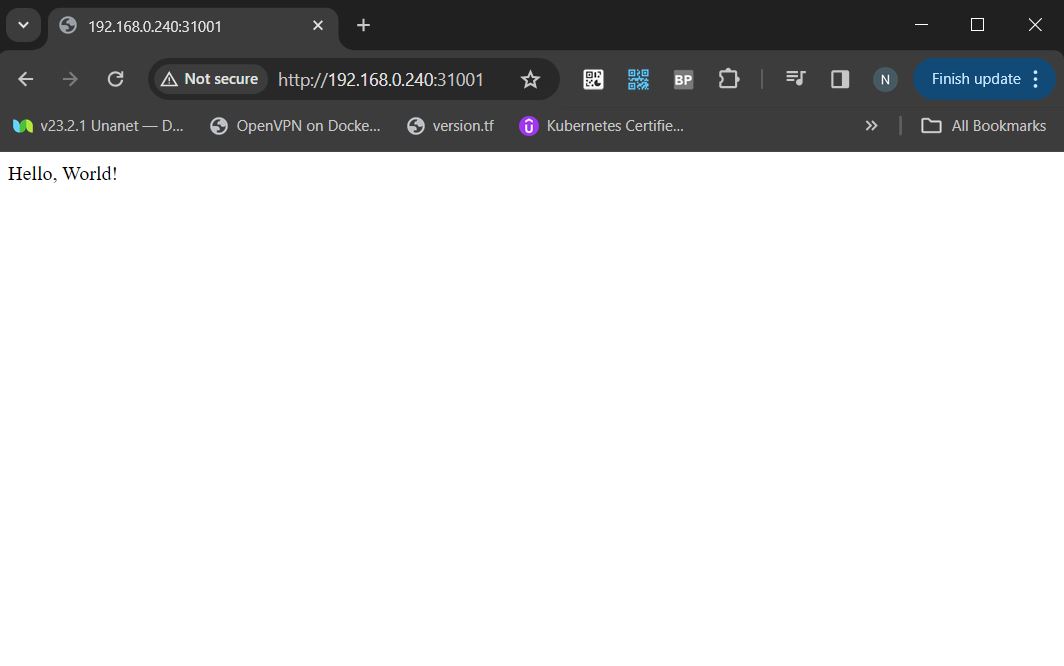 192.168.0.240:31001
Not secure http://192.168.0.240:31001 BP N Finish update
v23.2.1 Unanet — D... OpenVPN on Docke... version.tf Kubernetes Certifie... All Bookmarks
Hello, World!